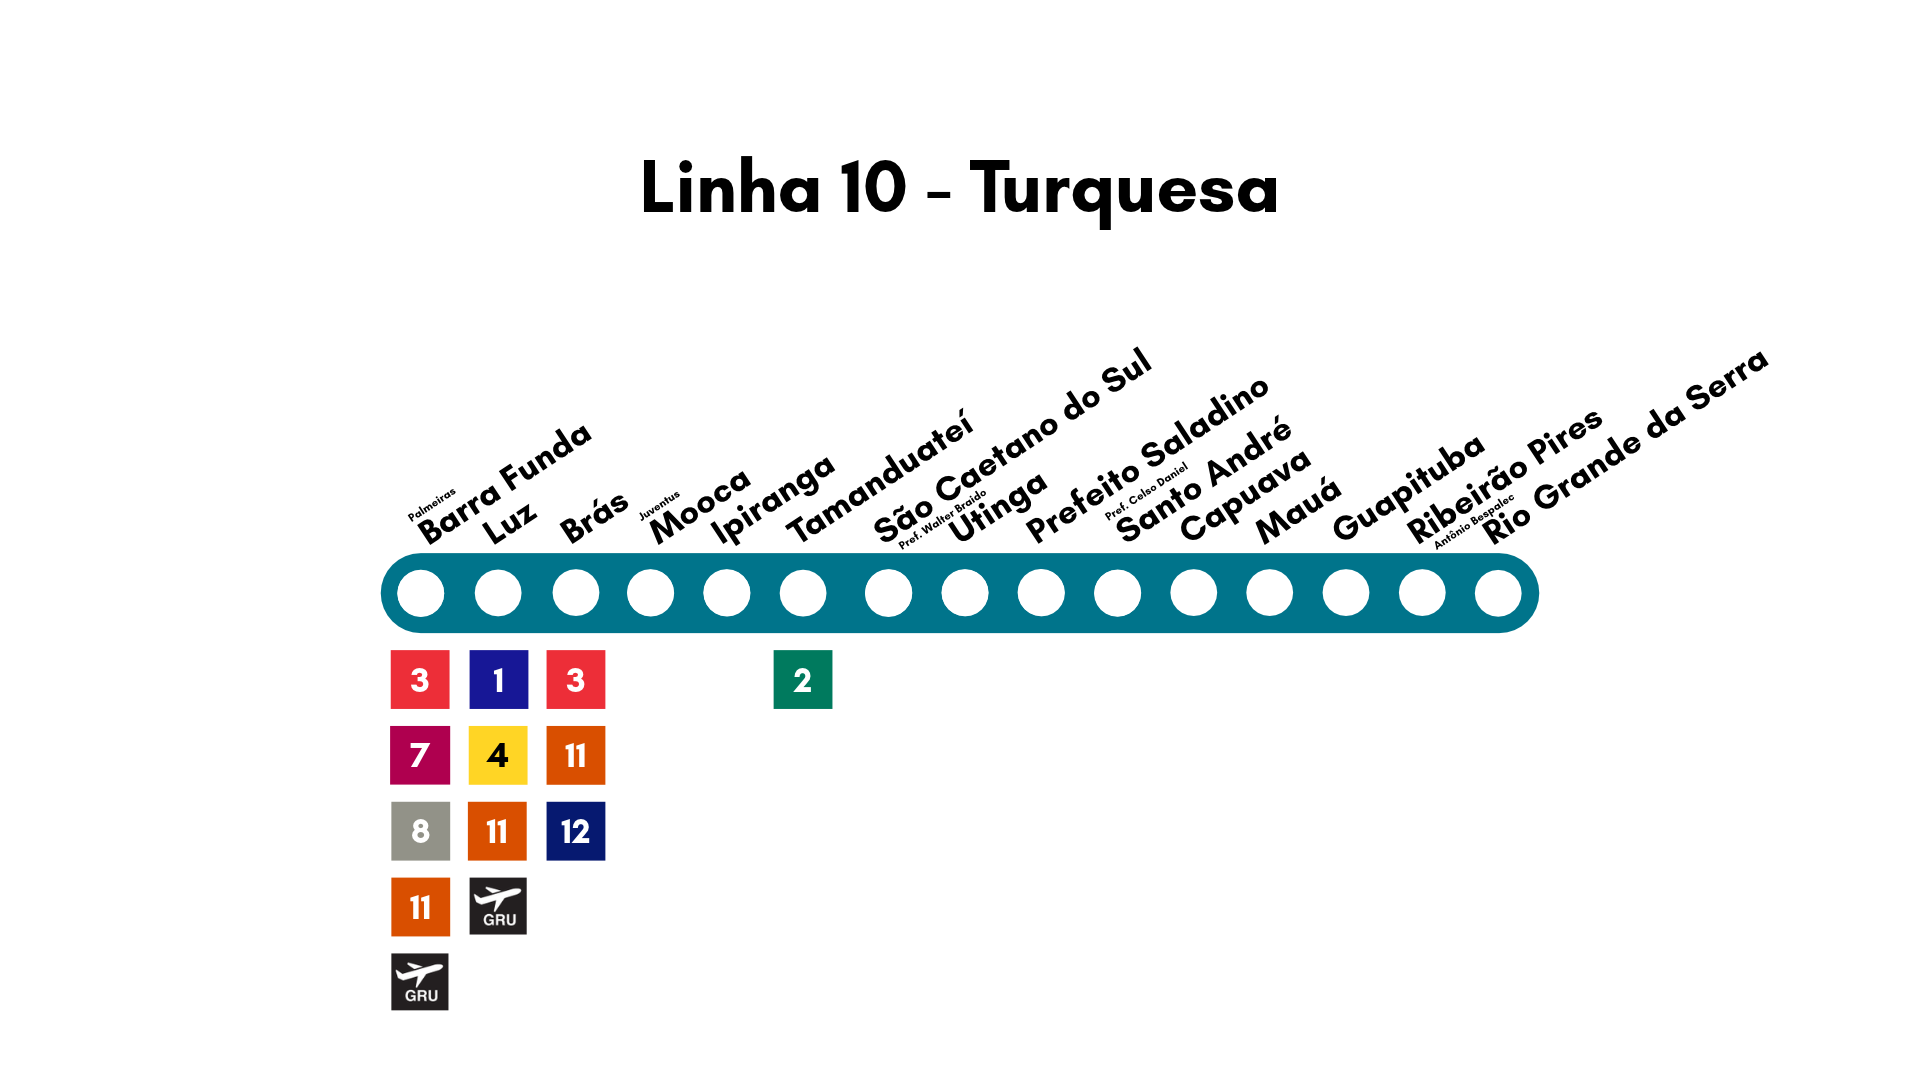 Linha 10 - Turquesa
Palmeiras
Barra Funda
Luz
Brás
Juventus
Mooca
Ipiranga
Tamanduateí
São Caetano do Sul
Pref. Walter Braido
Utinga
Prefeito Saladino
Pref. Celso Daniel
Santo André
Capuava
Mauá
Guapituba
Ribeirão Pires
Antônio Bespalec
Rio Grande da Serra
3 1 3 2
7 4 11
8 11 12
11 GRU
GRU